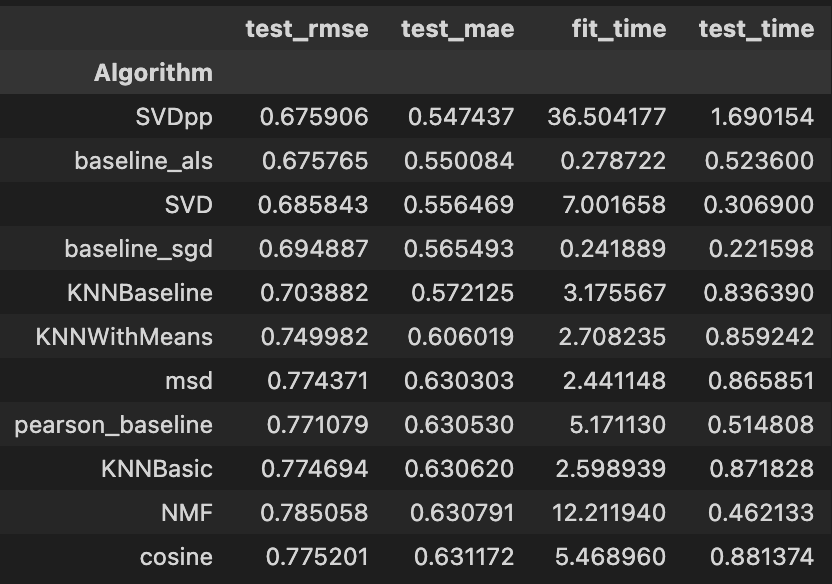 test_rmse test_mae fit_time test_time
Algorithm
SVDpp 0.675906 0.547437 36.504177 1.690154
baseline_als 0.675765 0.550084 0.278722 0.523600
SVD 0.685843 0.556469 7.001658 0.306900
baseline_sgd 0.694887 0.565493 0.241889 0.221598
KNNBaseline 0.703882 0.572125 3.175567 0.836390
KNNWithMeans 0.749982 0.606019 2.708235 0.859242
msd 0.774371 0.630303 2.441148 0.865851
pearson_baseline 0.771079 0.630530 5.171130 0.514808
KNNBasic 0.774694 0.630620 2.598939 0.871828
NMF 0.785058 0.630791 12.211940 0.462133
cosine 0.775201 0.631172 5.468960 0.881374